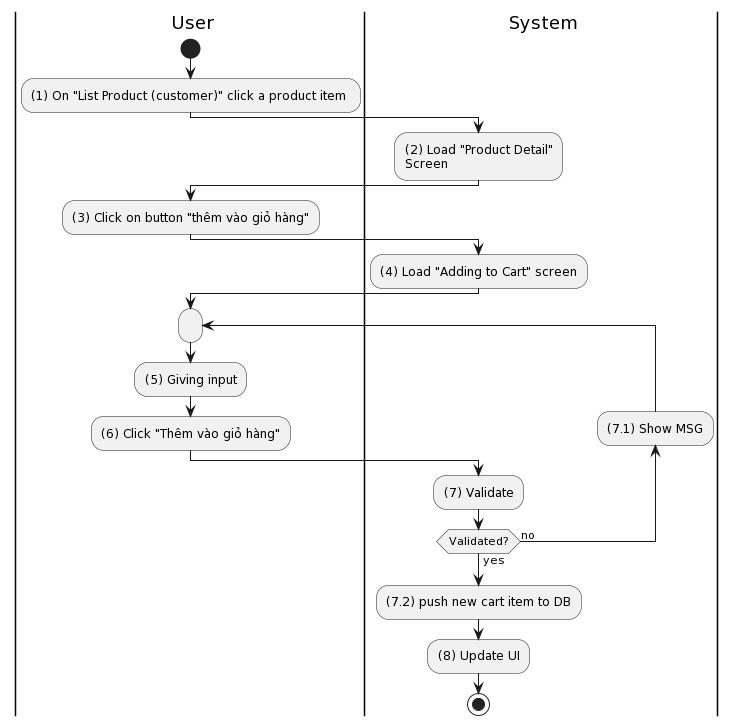 User
System
(1) On "List Product (customer)" click a product item
(2) Load "Product Detail"
Screen
(3) Click on button "thêm vào giỏ hàng"
(4) Load "Adding to Cart" screen
(5) Giving input
(6) Click "Thêm vào giỏ hàng"
(7.1) Show MSG
(7) Validate
Validated?
no
yes
(7.2) push new cart item to DB
(8) Update UI